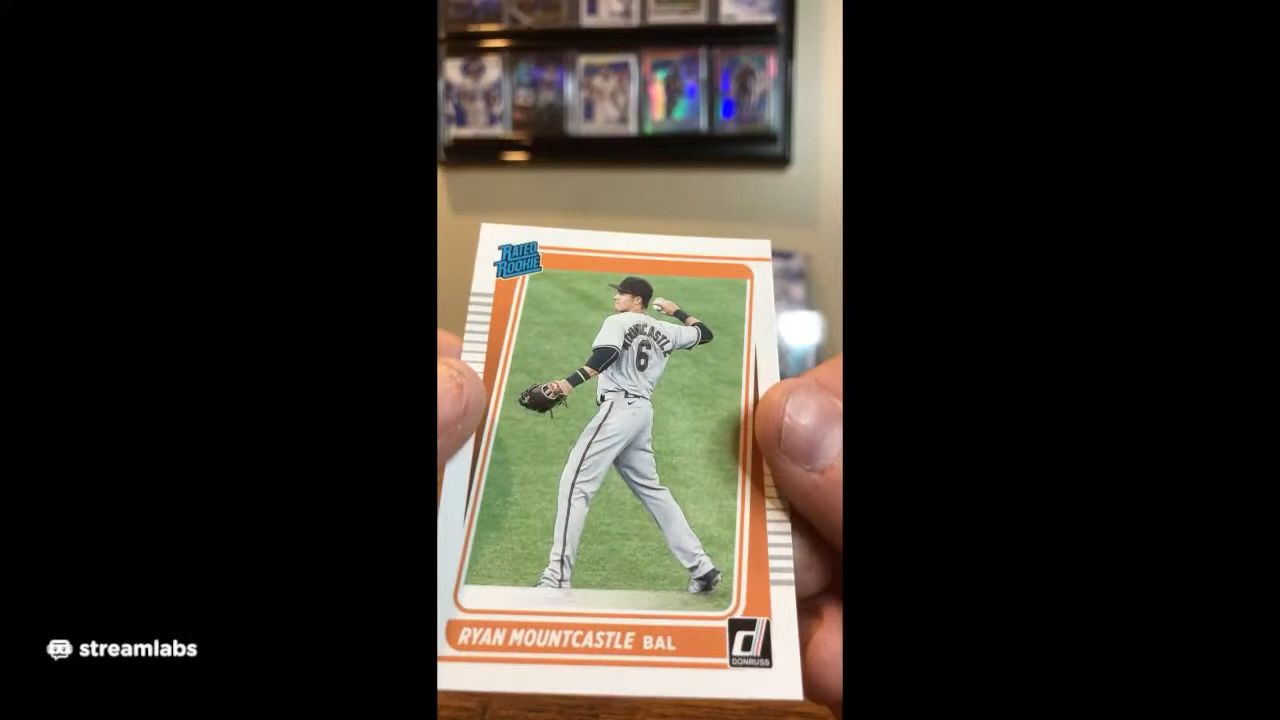 RATED
ROOKIE
MOUNTCASTLE
6
RYAN MOUNTCASTLE BAL
d
DONRUSS
streamlabs